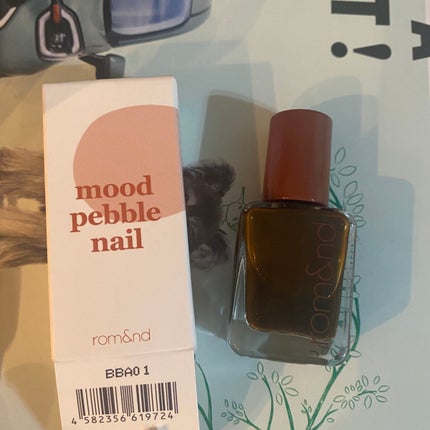 A
T!
mood
pebble
nail
rom&nd
rom&nd
BBA01
4 582356 619724